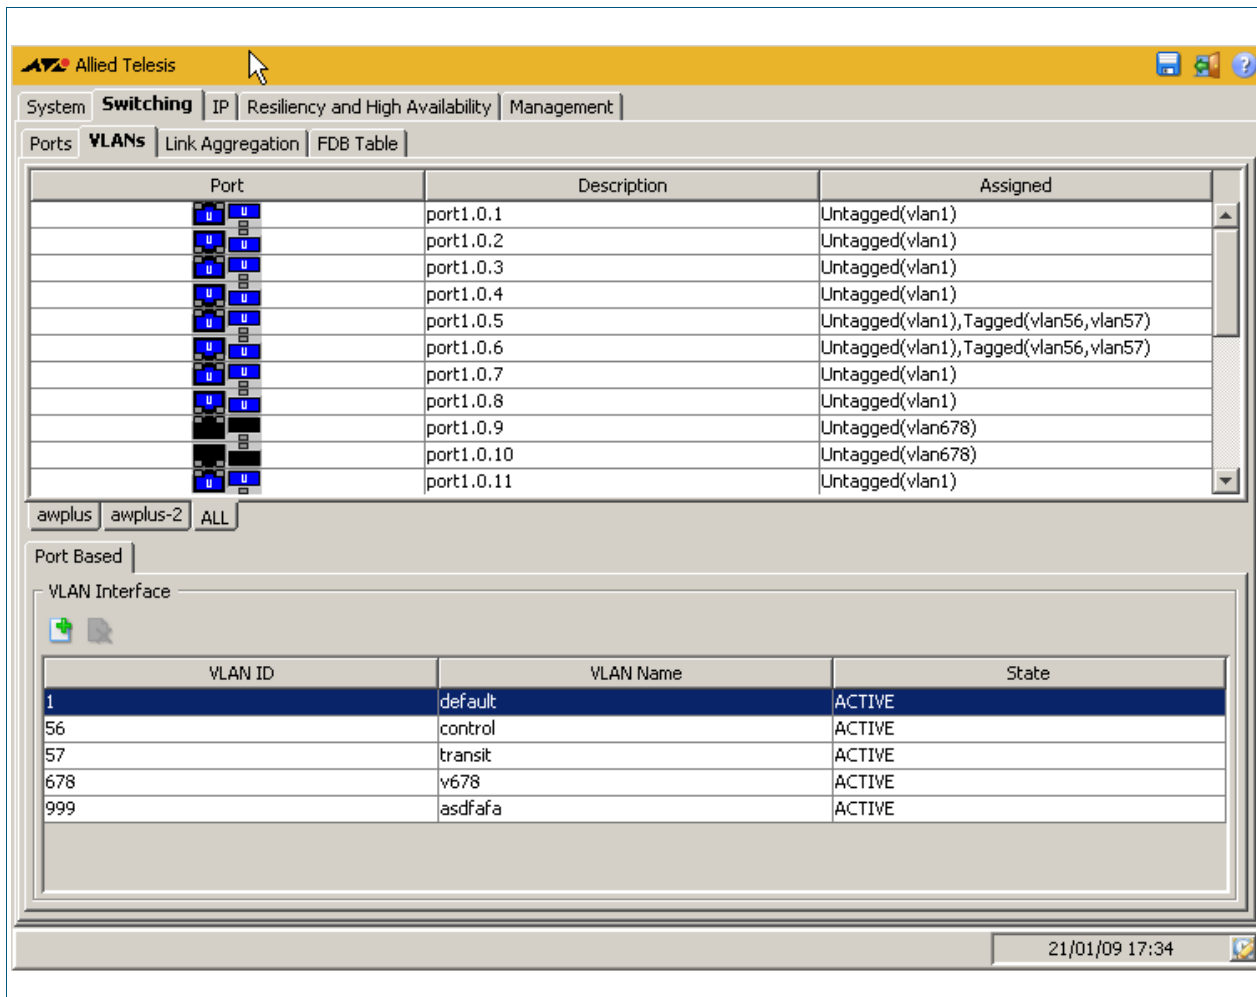 Allied Telesis
System Switching IP Resiliency and High Availability Management
Ports VLANs Link Aggregation FDB Table
Port Description Assigned
U U port1.0.1 Untagged(vlan1)
U U port1.0.2 Untagged(vlan1)
U U port1.0.3 Untagged(vlan1)
U U port1.0.4 Untagged(vlan1)
U U port1.0.5 Untagged(vlan1),Tagged(vlan56,vlan57)
U U port1.0.6 Untagged(vlan1),Tagged(vlan56,vlan57)
U U port1.0.7 Untagged(vlan1)
U U port1.0.8 Untagged(vlan1)
port1.0.9 Untagged(vlan678)
port1.0.10 Untagged(vlan678)
U U port1.0.11 Untagged(vlan1)
awplus awplus-2 ALL
Port Based
VLAN Interface
VLAN ID VLAN Name State
1 default ACTIVE
56 control ACTIVE
57 transit ACTIVE
678 v678 ACTIVE
999 asdfafa ACTIVE
21/01/09 17:34